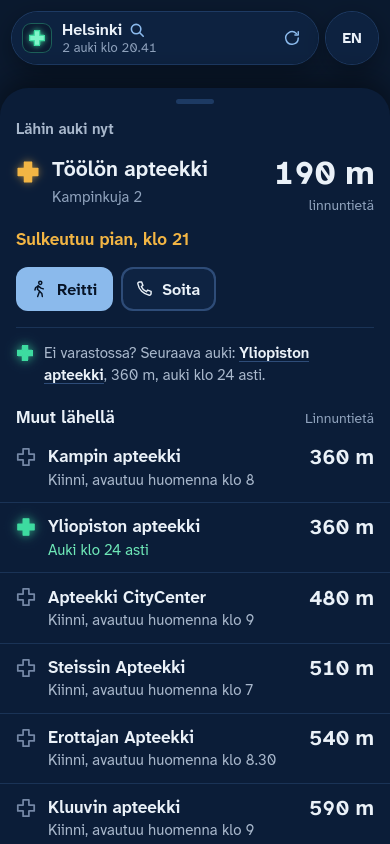 Helsinki
2 auki klo 20.41
EN
Lähin auki nyt
Töölön apteekki
190 m
Kampinkuja 2
linnuntietä
Sulkeutuu pian, klo 21
Reitti
Soita
Ei varastossa? Seuraava auki: Yliopiston
apteekki, 360 m, auki klo 24 asti.
Muut lähellä
Linnuntietä
Kampin apteekki
360 m
Kiinni, avautuu huomenna klo 8
Yliopiston apteekki
360 m
Auki klo 24 asti
Apteekki CityCenter
480 m
Kiinni, avautuu huomenna klo 9
Steissin Apteekki
510 m
Kiinni, avautuu huomenna klo 7
Erottajan Apteekki
540 m
Kiinni, avautuu huomenna klo 8.30
Kluuvin apteekki
590 m
Kiinni, avautuu huomenna klo 9